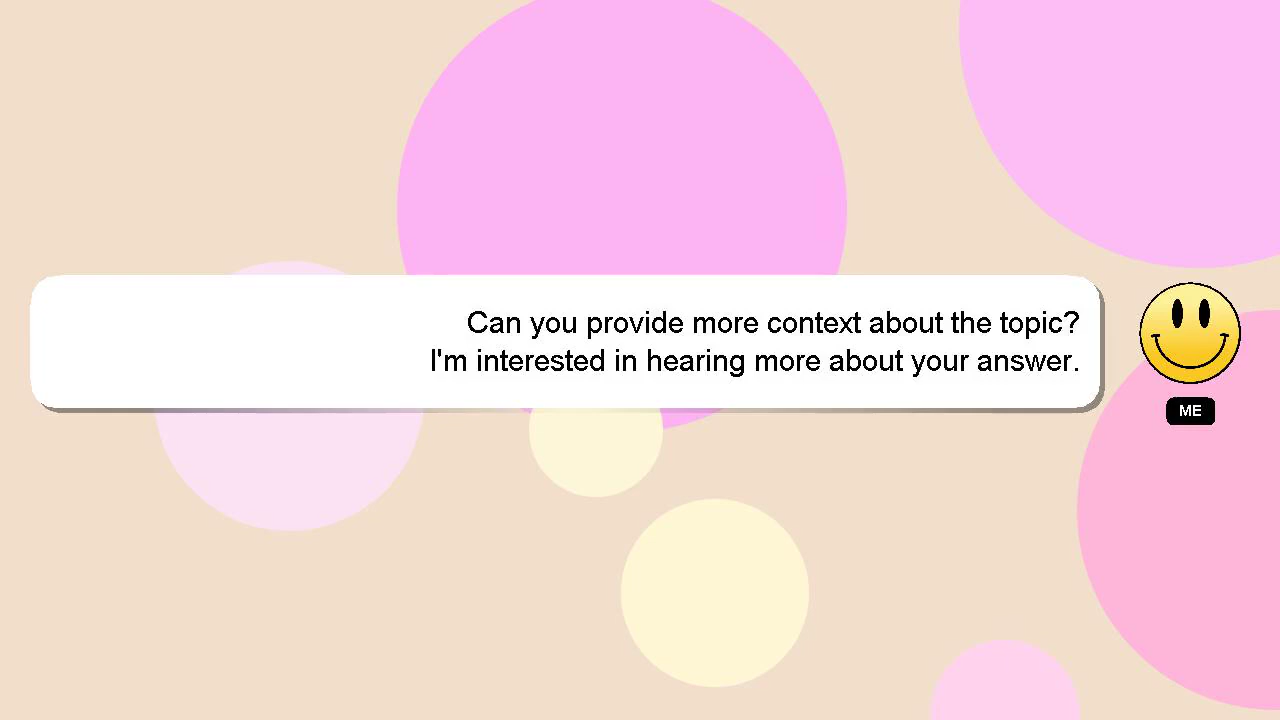 Can you provide more context about the topic?
I'm interested in hearing more about your answer.
ME